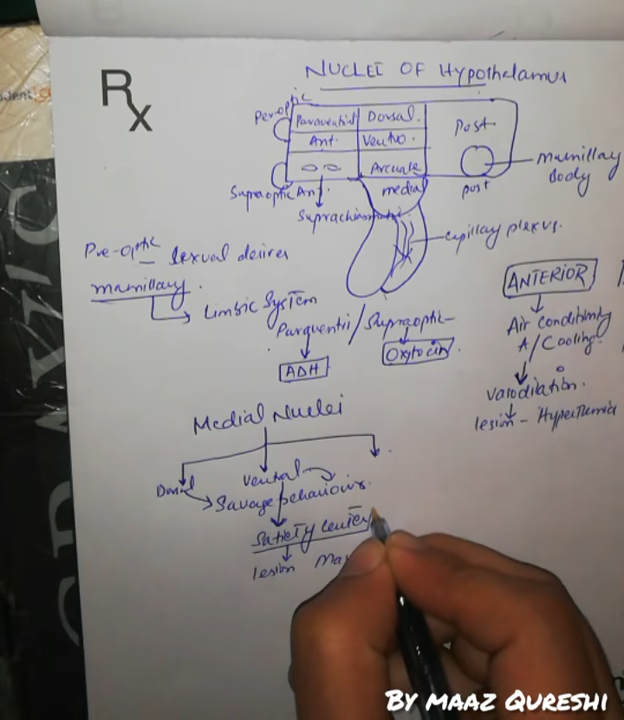 Rx
NUCLEI OF Hypothalamus
Pre-optic
Paraventri
Dorsal.
Post
Ant.
Ventro.
Mamillary
Body
Arcuate
medial
post
Supraoptic An.
Suprachiasmatic
capillary plexus.
Pre-optic - Sexual desires
mamillary.
Limbic System
ANTERIOR
Air conditioning
A/Cooling
Vasodilation.
lesion - Hyperthermia
Paraventri/Supraoptic
ADH
Oxytocin.
Medial Nuclei
Dorsal
Ventral
Savage behaviours.
Satiety center
lesion
BY MAAZ QURESHI